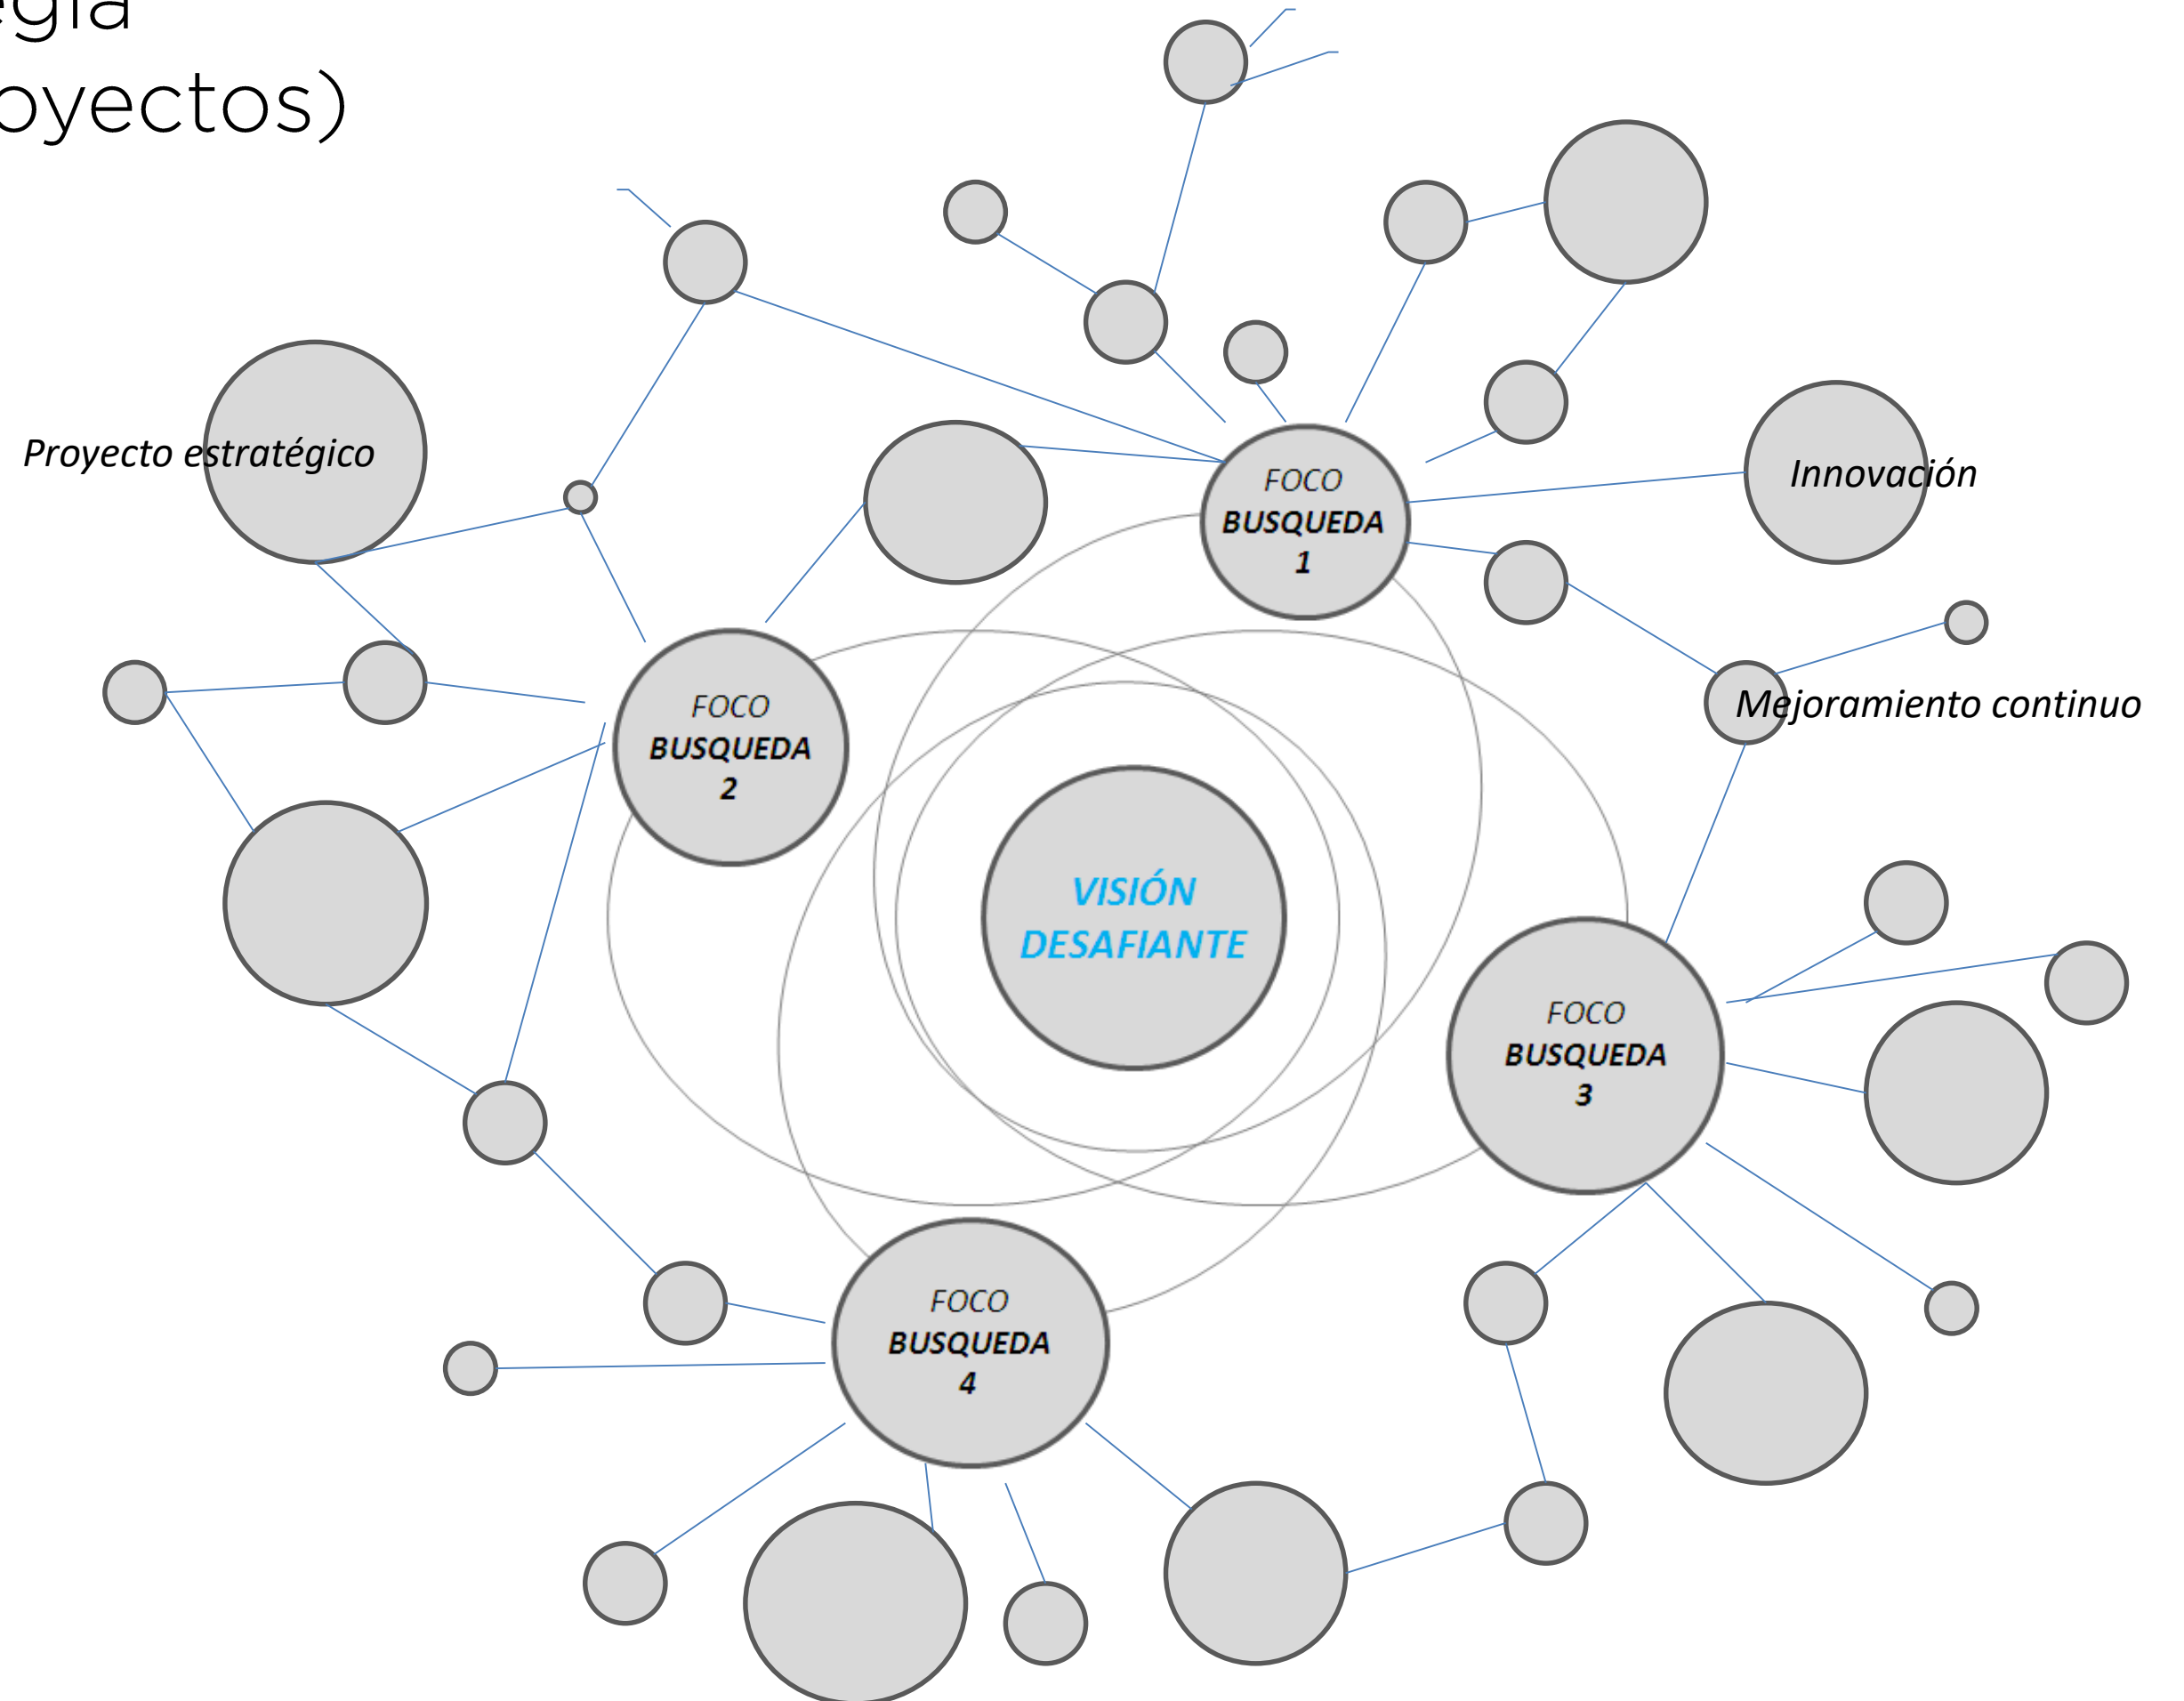 egia
oyectos)
Proyecto estratégico
FOCO
BUSQUEDA
1
Innovación
FOCO
BUSQUEDA
2
Mejoramiento continuo
VISIÓN
DESAFIANTE
FOCO
BUSQUEDA
3
FOCO
BUSQUEDA
4